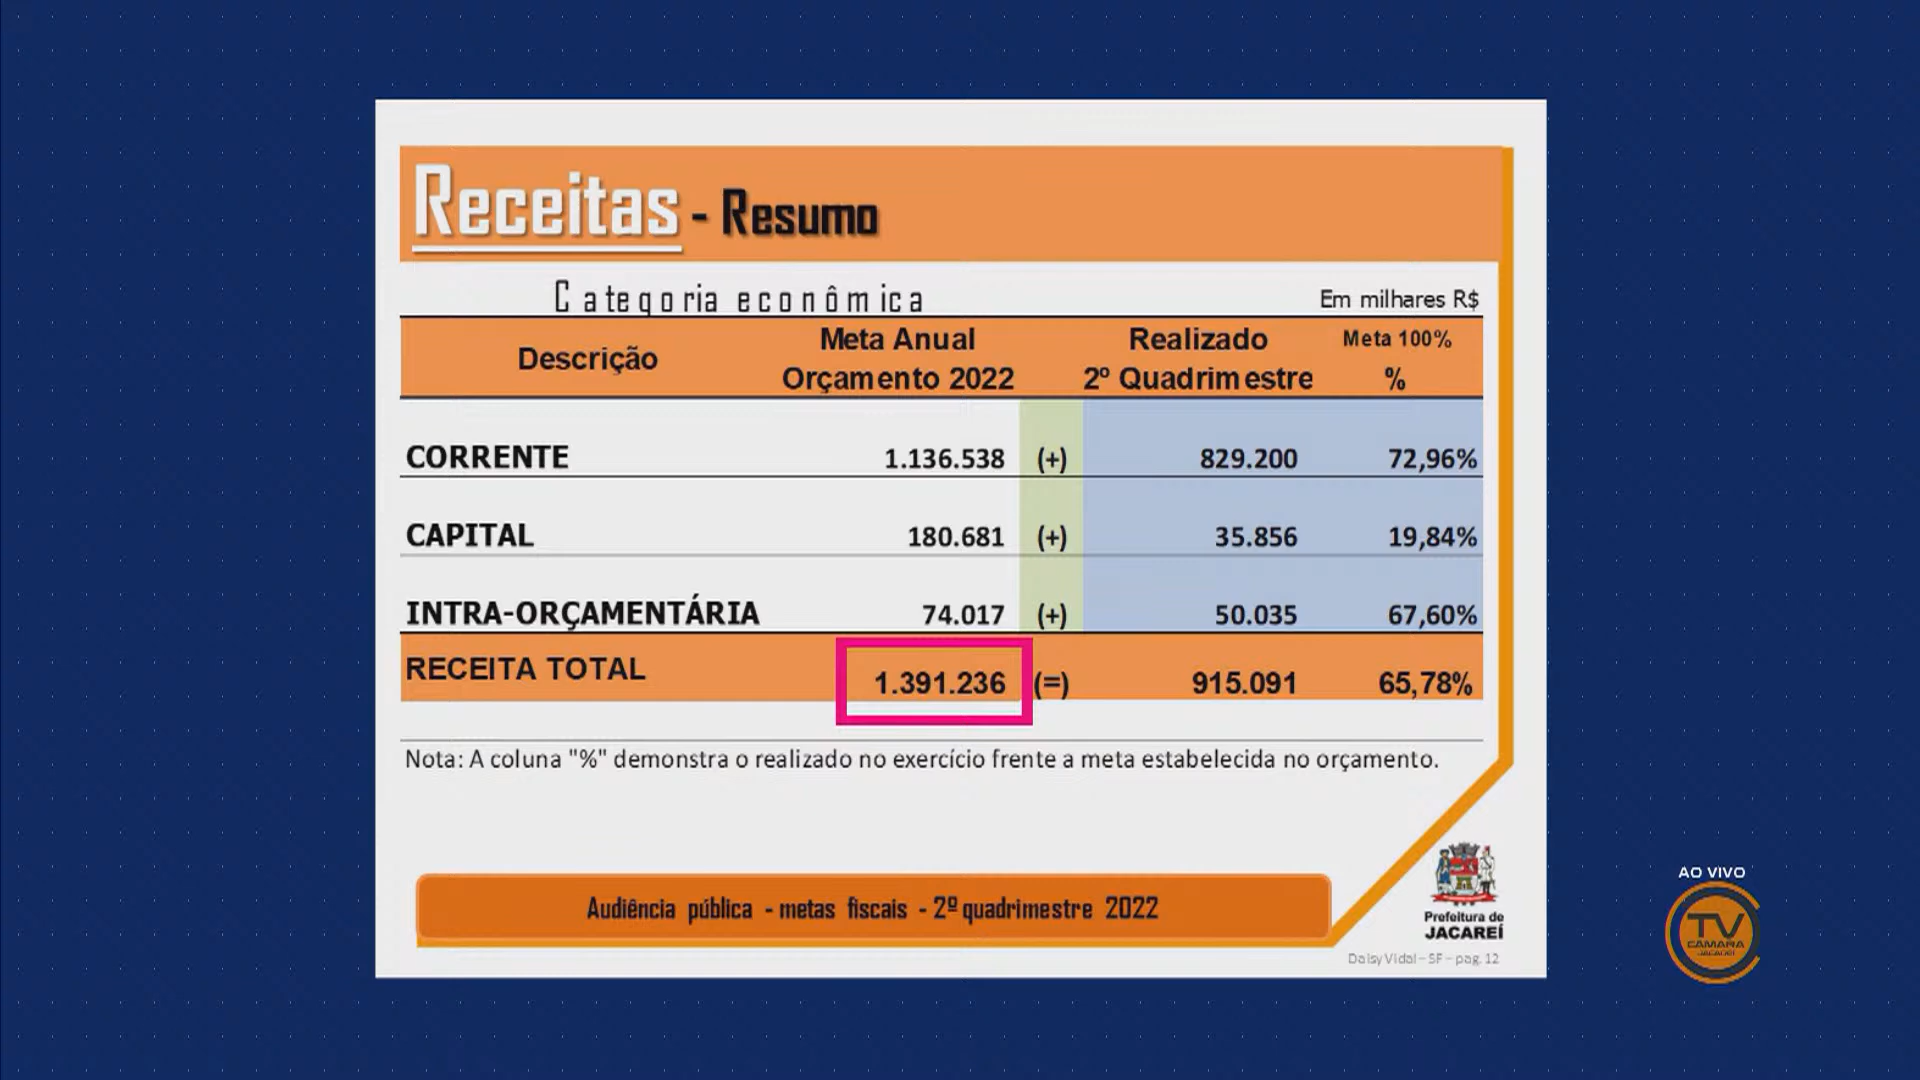 Receitas - Resumo
Categoria econômica
Em milhares R$
Descrição
Meta Anual
Orçamento 2022
Realizado
2º Quadrimestre
Meta 100%
%
CORRENTE 1.136.538 (+) 829.200 72,96%
CAPITAL 180.681 (+) 35.856 19,84%
INTRA-ORÇAMENTÁRIA 74.017 (+) 50.035 67,60%
RECEITA TOTAL 1.391.236 (=) 915.091 65,78%
Nota: A coluna "%" demonstra o realizado no exercício frente a meta estabelecida no orçamento.
Audiência pública - metas fiscais - 2º quadrimestre 2022
Prefeitura de
JACAREÍ
Daisy Vidal – SF – pag. 12
AO VIVO
TV
CÂMARA
JACAREÍ